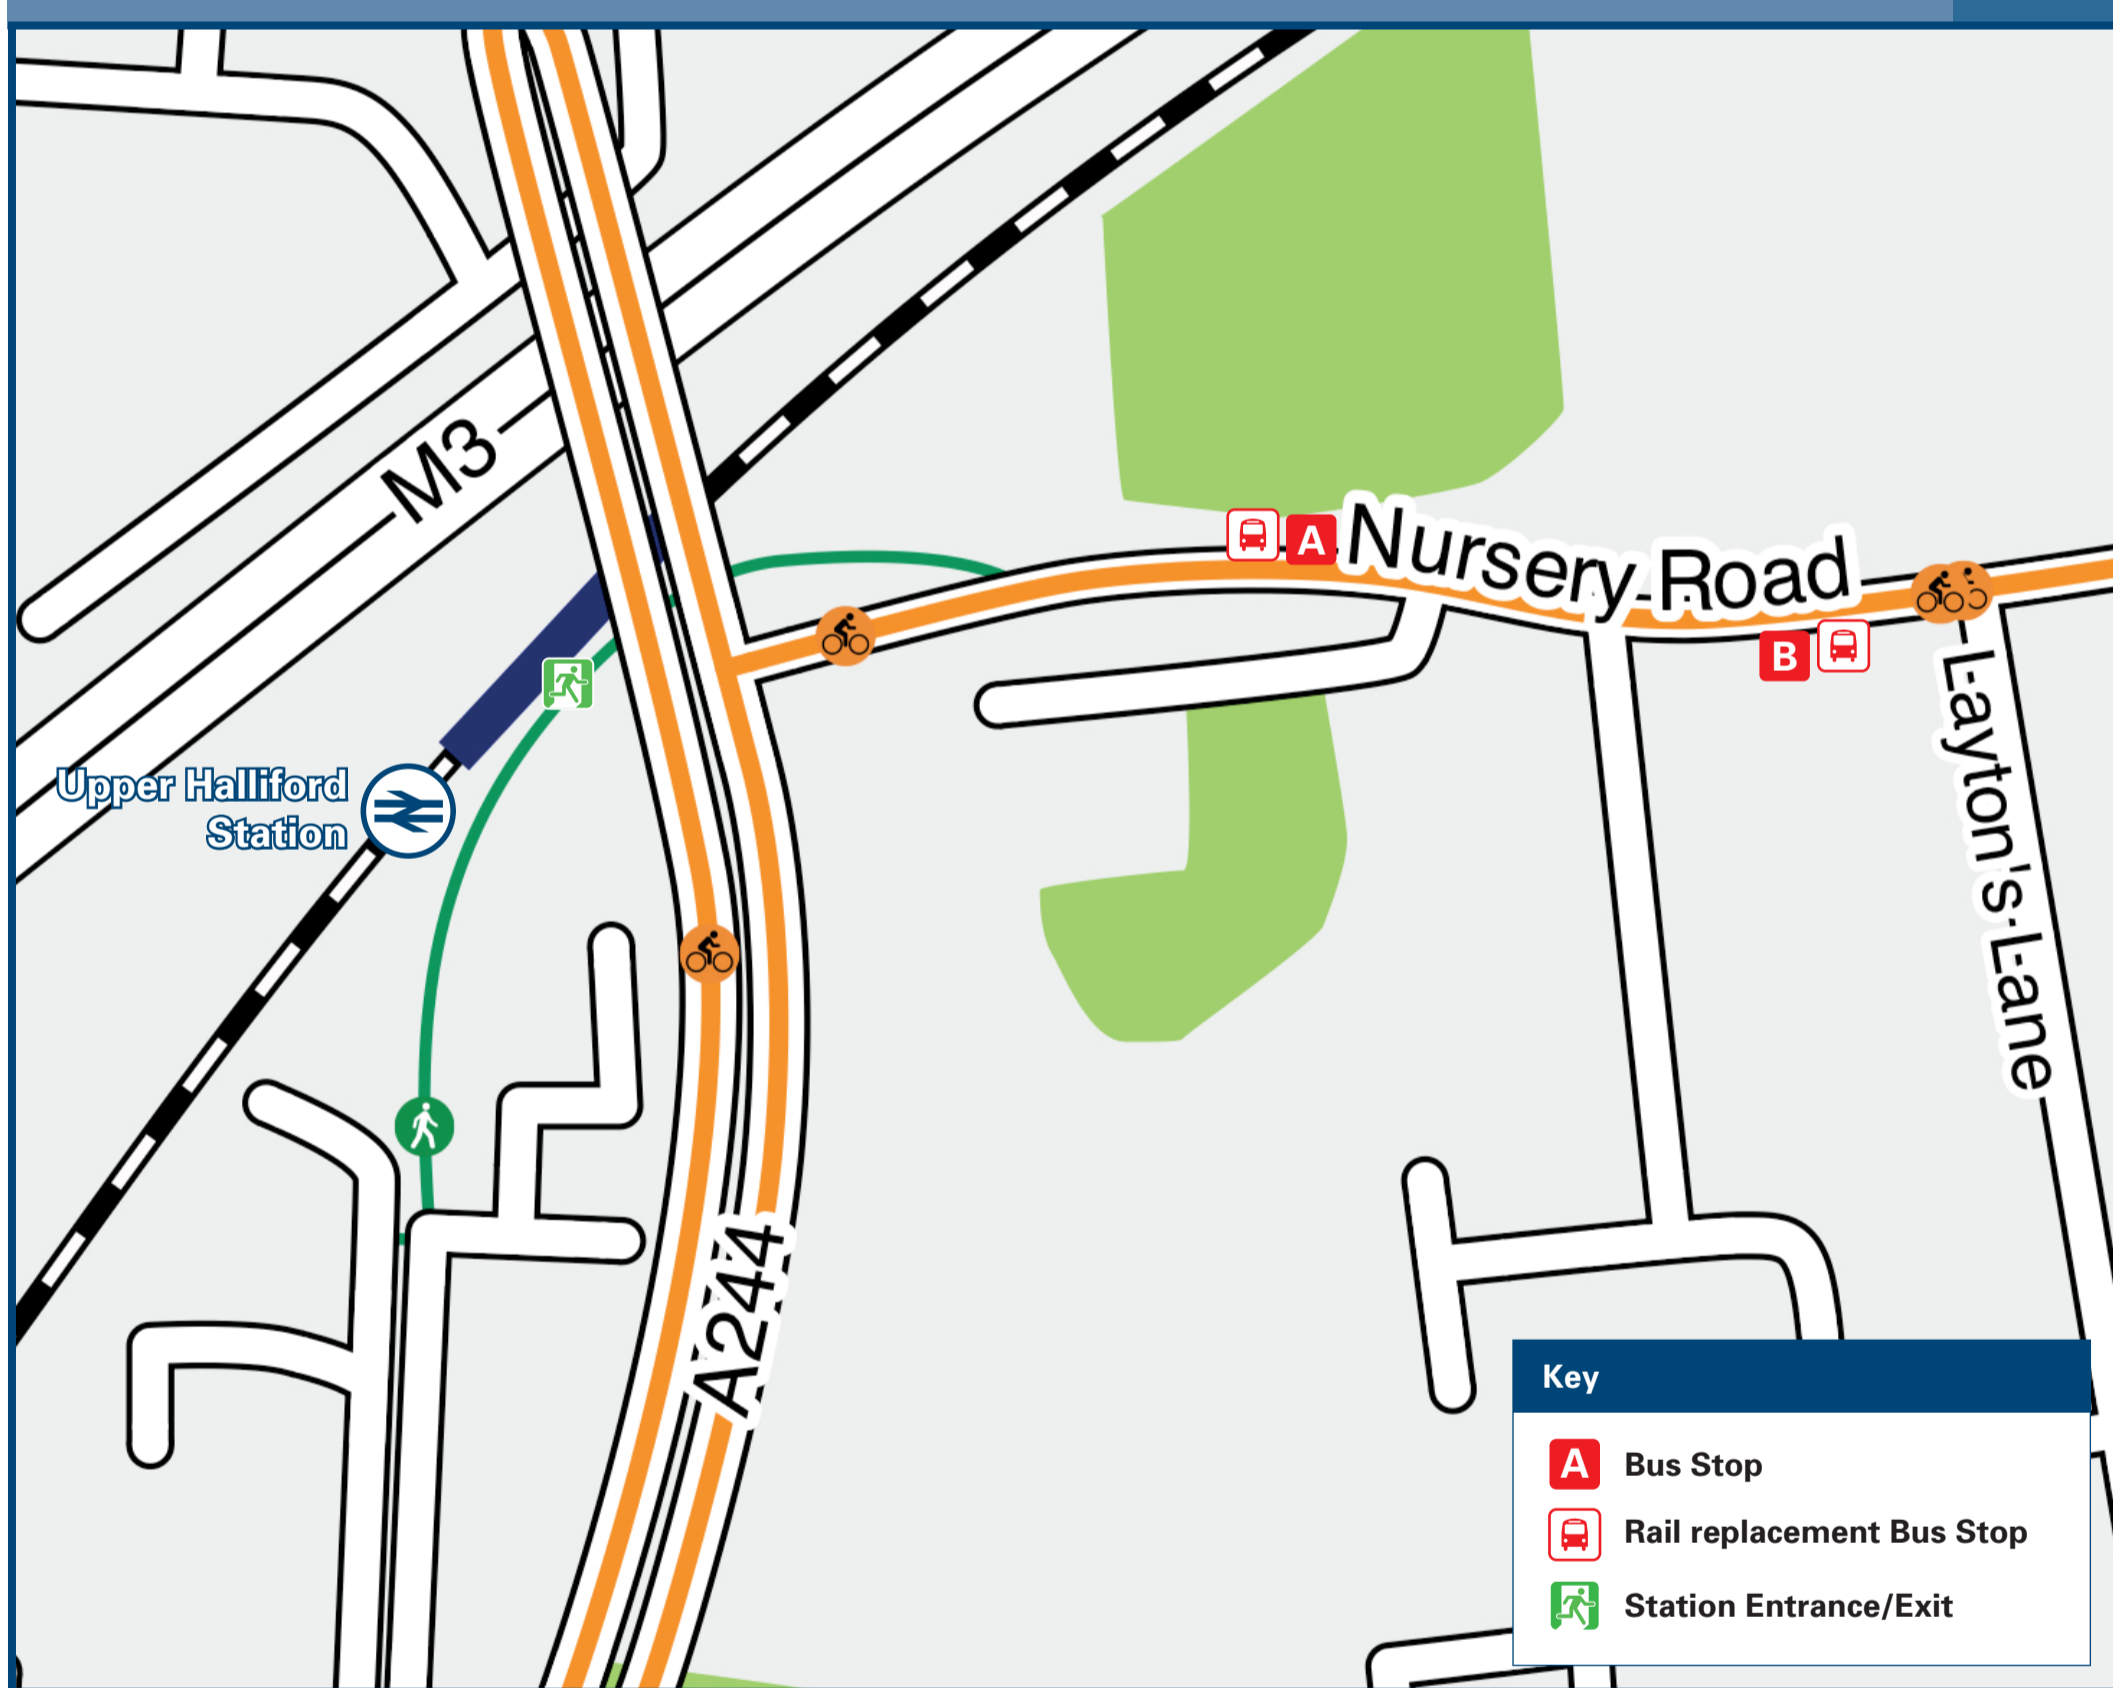 M3
A
Nursery Road
B
Layton's Lane
Upper Halliford
Station
A244
Key
A Bus Stop
Rail replacement Bus Stop
Station Entrance/Exit